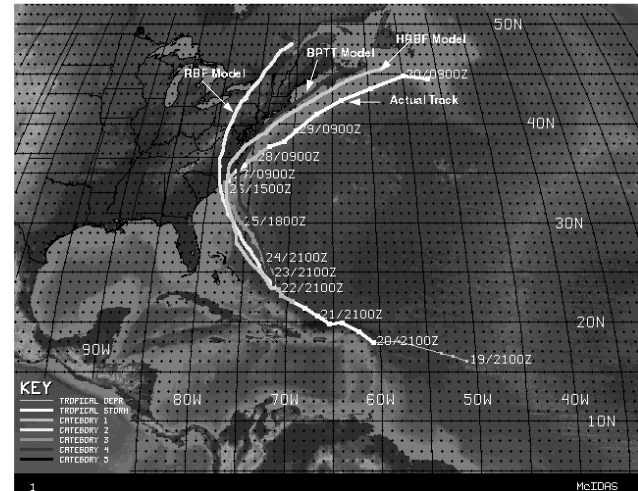 50N
HRBF Model
BPTT Model
RBF Model
30/0900Z
Actual Track
40N
29/0900Z
28/0900Z
7/0900Z
26/1500Z
25/1800Z
30N
24/2100Z
23/2100Z
22/2100Z
21/2100Z
20N
20/2100Z
90W
19/2100Z
KEY
80W 70W 60W 50W 40W
TROPICAL DEPR
TROPICAL STORM
CATEGORY 1
10N
CATEGORY 2
CATEGORY 3
CATEGORY 4
CATEGORY 5
1 McIDAS